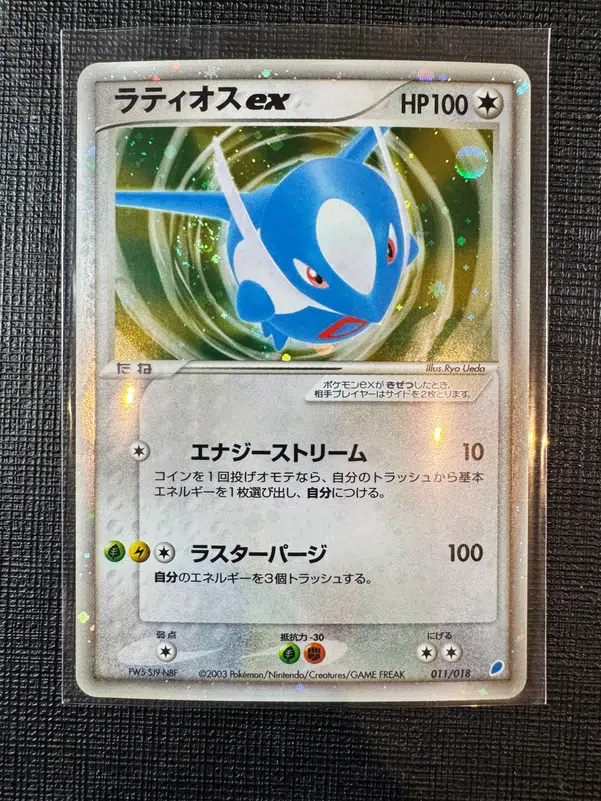 ラティオスex HP100
たね Illus.Ryo Ueda
ポケモンexが きぜつしたとき、
相手プレイヤーはサイドを2枚とります。
エナジーストリーム 10
コインを1回投げオモテなら、自分のトラッシュから基本
エネルギーを1枚選び出し、自分につける。
ラスターパージ 100
自分のエネルギーを3個トラッシュする。
弱点 抵抗力 -30 にげる
FW5-SJ9-N8F ©2003 Pokémon/Nintendo/Creatures/GAME FREAK 011/018